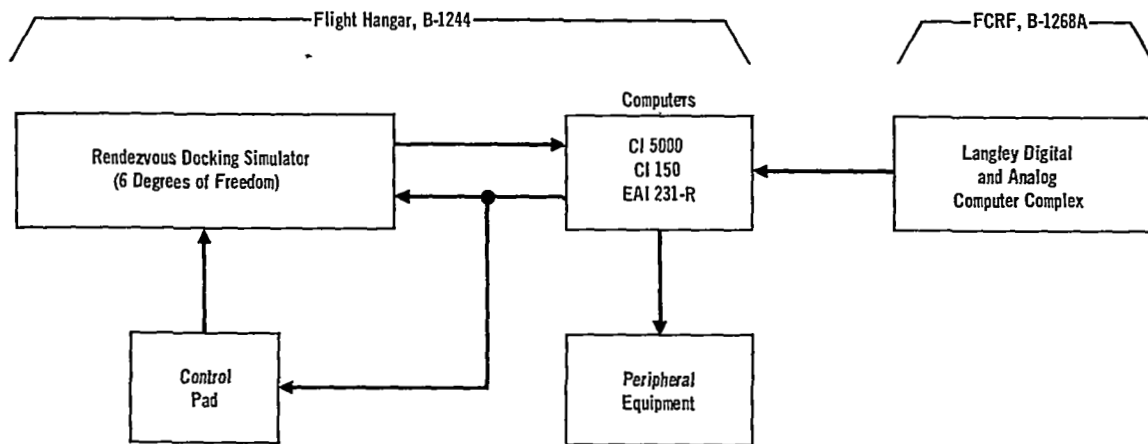 Flight Hangar, B-1244
FCRF, B-1268A
Computers
Rendezvous Docking Simulator
(6 Degrees of Freedom)
CI 5000
CI 150
EAI 231-R
Langley Digital
and Analog
Computer Complex
Control
Pad
Peripheral
Equipment